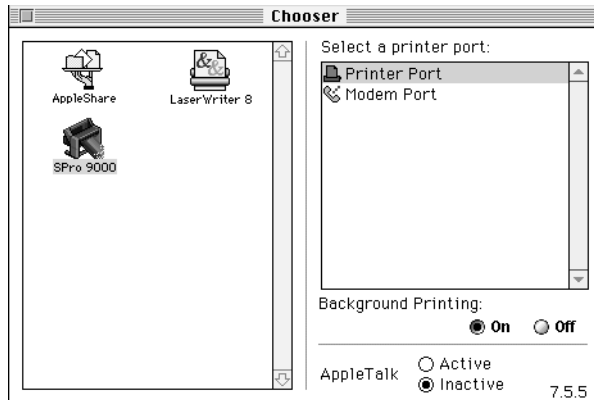 Chooser
AppleShare
LaserWriter 8
SPro 9000
Select a printer port:
Printer Port
Modem Port
Background Printing:
On Off
AppleTalk
Active
Inactive
7.5.5